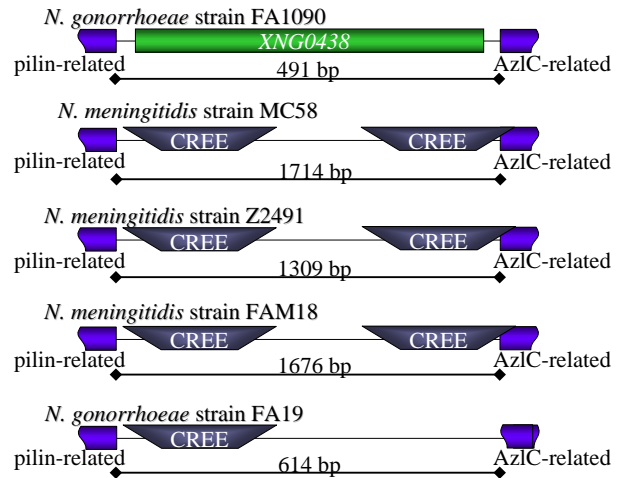 N. gonorrhoeae strain FA1090
XNG0438
pilin-related AzlC-related
491 bp
N. meningitidis strain MC58
CREE CREE
pilin-related AzlC-related
1714 bp
N. meningitidis strain Z2491
CREE CREE
pilin-related AzlC-related
1309 bp
N. meningitidis strain FAM18
CREE CREE
pilin-related AzlC-related
1676 bp
N. gonorrhoeae strain FA19
CREE
pilin-related AzlC-related
614 bp